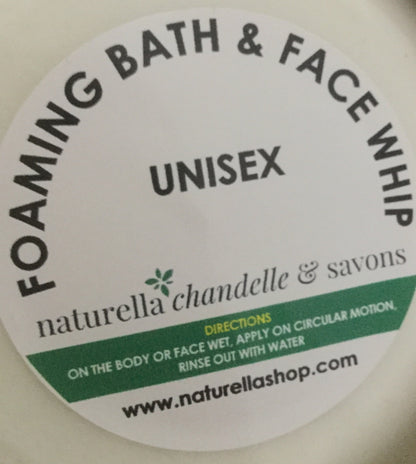 FOAMING BATH & FACE WHIP
UNISEX
naturella chandelle & savons
DIRECTIONS
ON THE BODY OR FACE WET, APPLY ON CIRCULAR MOTION,
RINSE OUT WITH WATER
www.naturellashop.com